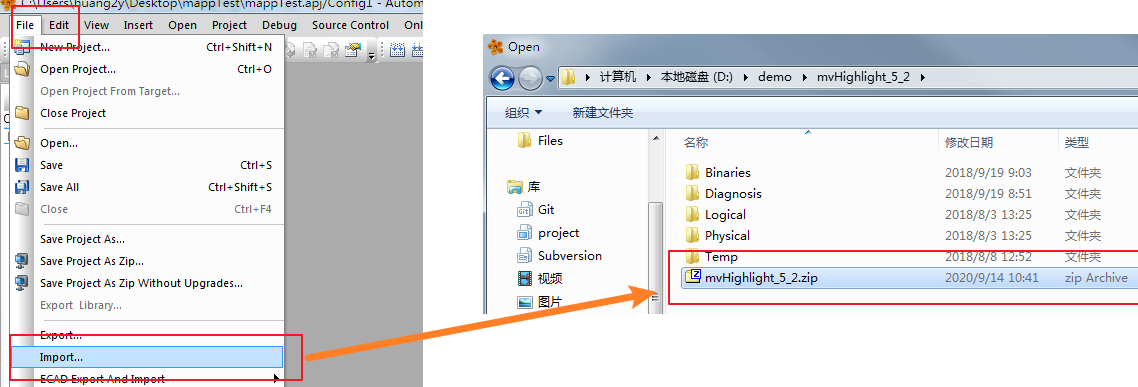 C:\Users\huang2y\Desktop\mappTest\mappTest.apj/Config1 - Autom
File Edit View Insert Open Project Debug Source Control Onl
New Project... Ctrl+Shift+N
Open Project... Ctrl+O
Open Project From Target...
Close Project
Open...
Save Ctrl+S
Save All Ctrl+Shift+S
Close Ctrl+F4
Save Project As...
Save Project As Zip...
Save Project As Zip Without Upgrades...
Export Library...
Export...
Import...
ECAD Export And Import
Open
计算机 本地磁盘 (D:) demo mvHighlight_5_2
组织 新建文件夹
Files
库
Git
project
Subversion
视频
图片
名称 修改日期 类型
Binaries 2018/9/19 9:03 文件夹
Diagnosis 2018/9/19 8:51 文件夹
Logical 2018/8/3 13:25 文件夹
Physical 2018/8/3 13:25 文件夹
Temp 2018/8/8 12:52 文件夹
mvHighlight_5_2.zip 2020/9/14 10:41 zip Archive